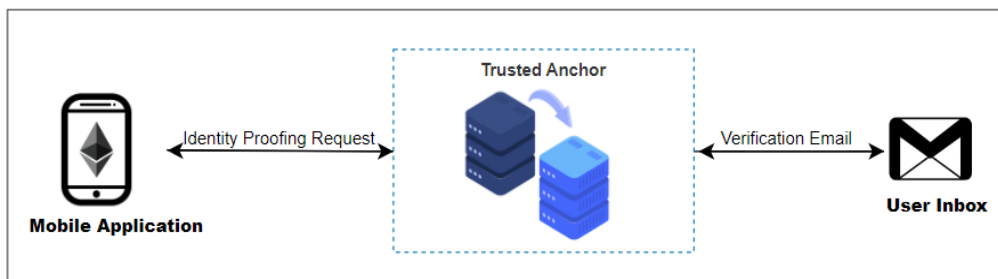 Trusted Anchor
Identity Proofing Request
Verification Email
Mobile Application
User Inbox